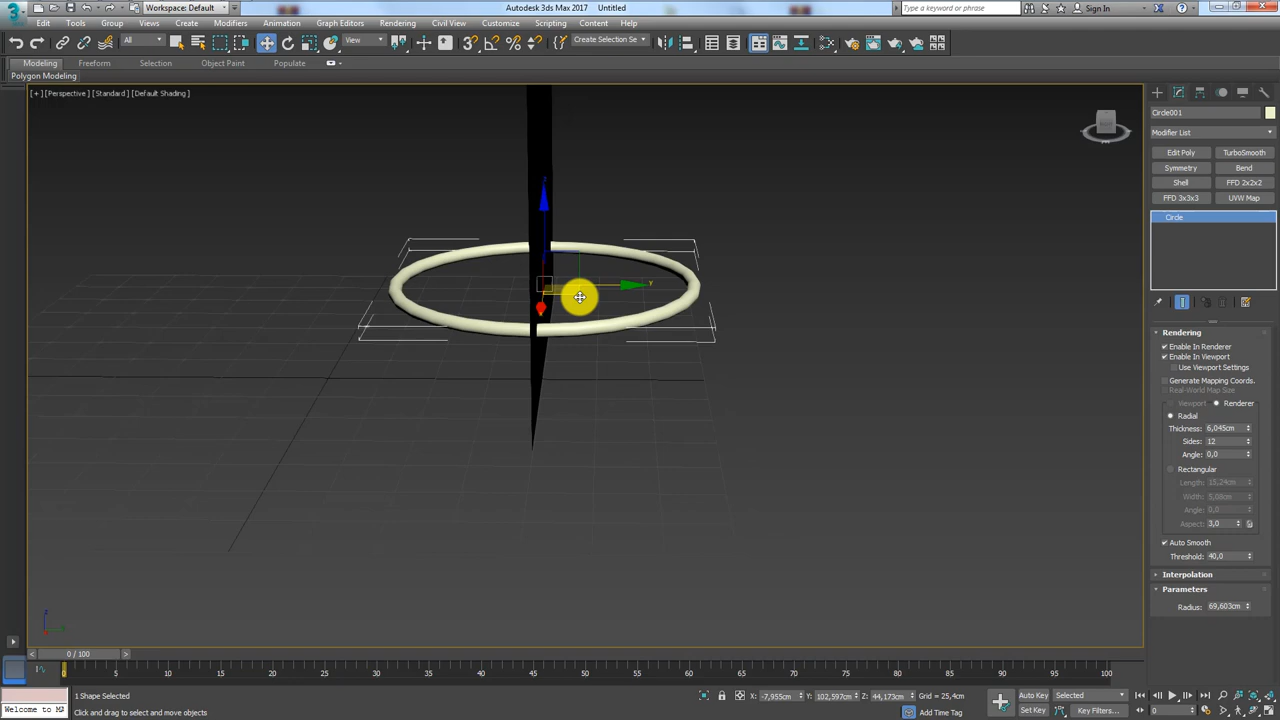 Workspace: Default
Autodesk 3ds Max 2017 Untitled
Type a keyword or phrase
Sign In
Edit Tools Group Views Create Modifiers Animation Graph Editors Rendering Civil View Customize Scripting Content Help
All
View
Create Selection Se
Modeling Freeform Selection Object Paint Populate
Polygon Modeling
[+] [Perspective] [Standard] [Default Shading]
Circle001
Modifier List
Edit Poly TurboSmooth
Symmetry Bend
Shell FFD 2x2x2
FFD 3x3x3 UVW Map
Circle
z
y
Rendering
Enable In Renderer
Enable In Viewport
Use Viewport Settings
Generate Mapping Coords.
Real-World Map Size
Viewport Renderer
Radial
Thickness: 6,045cm
Sides: 12
Angle: 0,0
Rectangular
Length: 15,24cm
Width: 5,08cm
Angle: 0,0
Aspect: 3,0
Auto Smooth
Threshold: 40,0
Interpolation
Parameters
Radius: 69,603cm
z
0 / 100
0 5 10 15 20 25 30 35 40 45 50 55 60 65 70 75 80 85 90 95 100
1 Shape Selected
X: -7,955cm Y: 102,597cm Z: 44,173cm Grid = 25,4cm
Auto Key Selected
Welcome to MA
Click and drag to select and move objects
Add Time Tag
Set Key Key Filters...
0